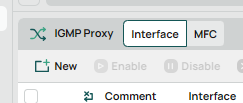 IGMP Proxy Interface MFC
New Enable Disable
Comment Interface